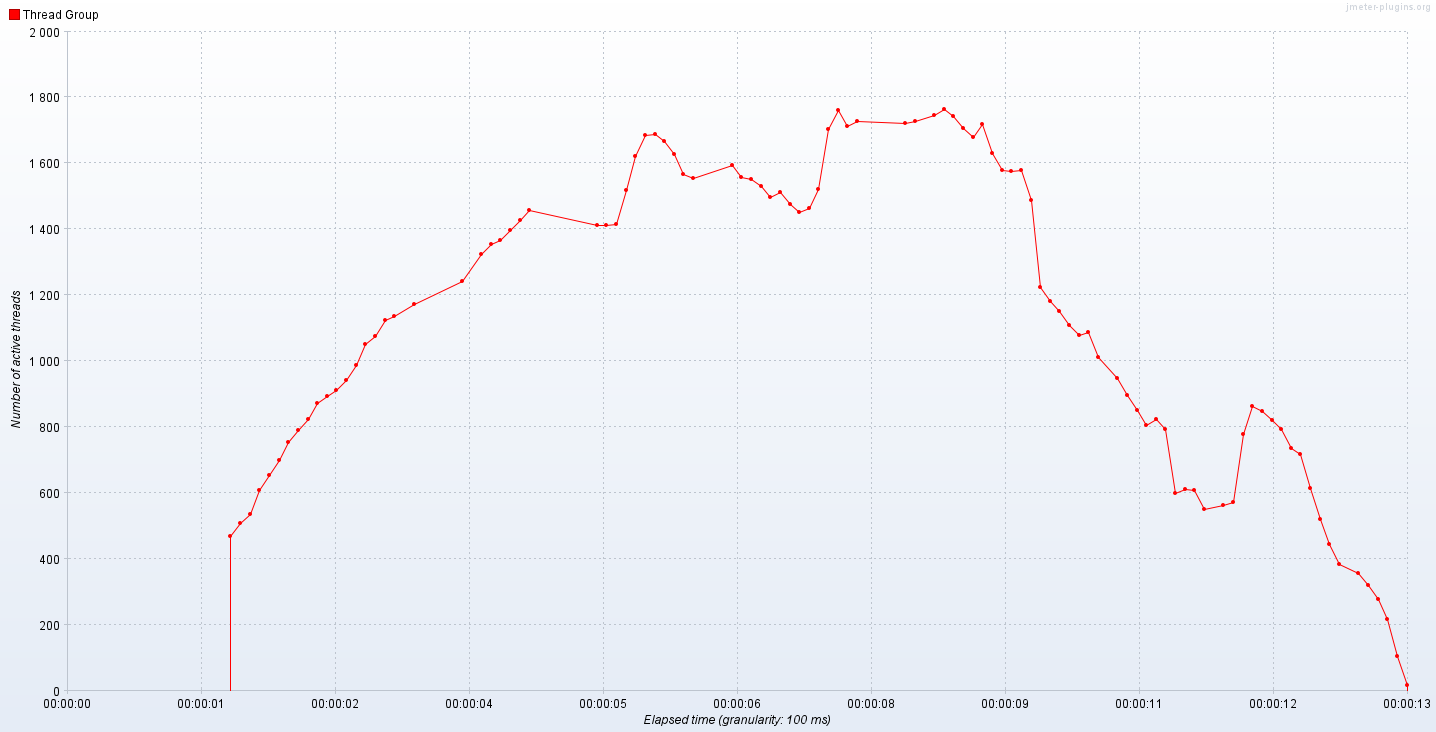 jmeter-plugins.org
Thread Group
2 000
1 800
1 600
1 400
1 200
1 000
800
600
400
200
0
Number of active threads
00:00:00 00:00:01 00:00:02 00:00:04 00:00:05 00:00:06 00:00:08 00:00:09 00:00:11 00:00:12 00:00:13
Elapsed time (granularity: 100 ms)